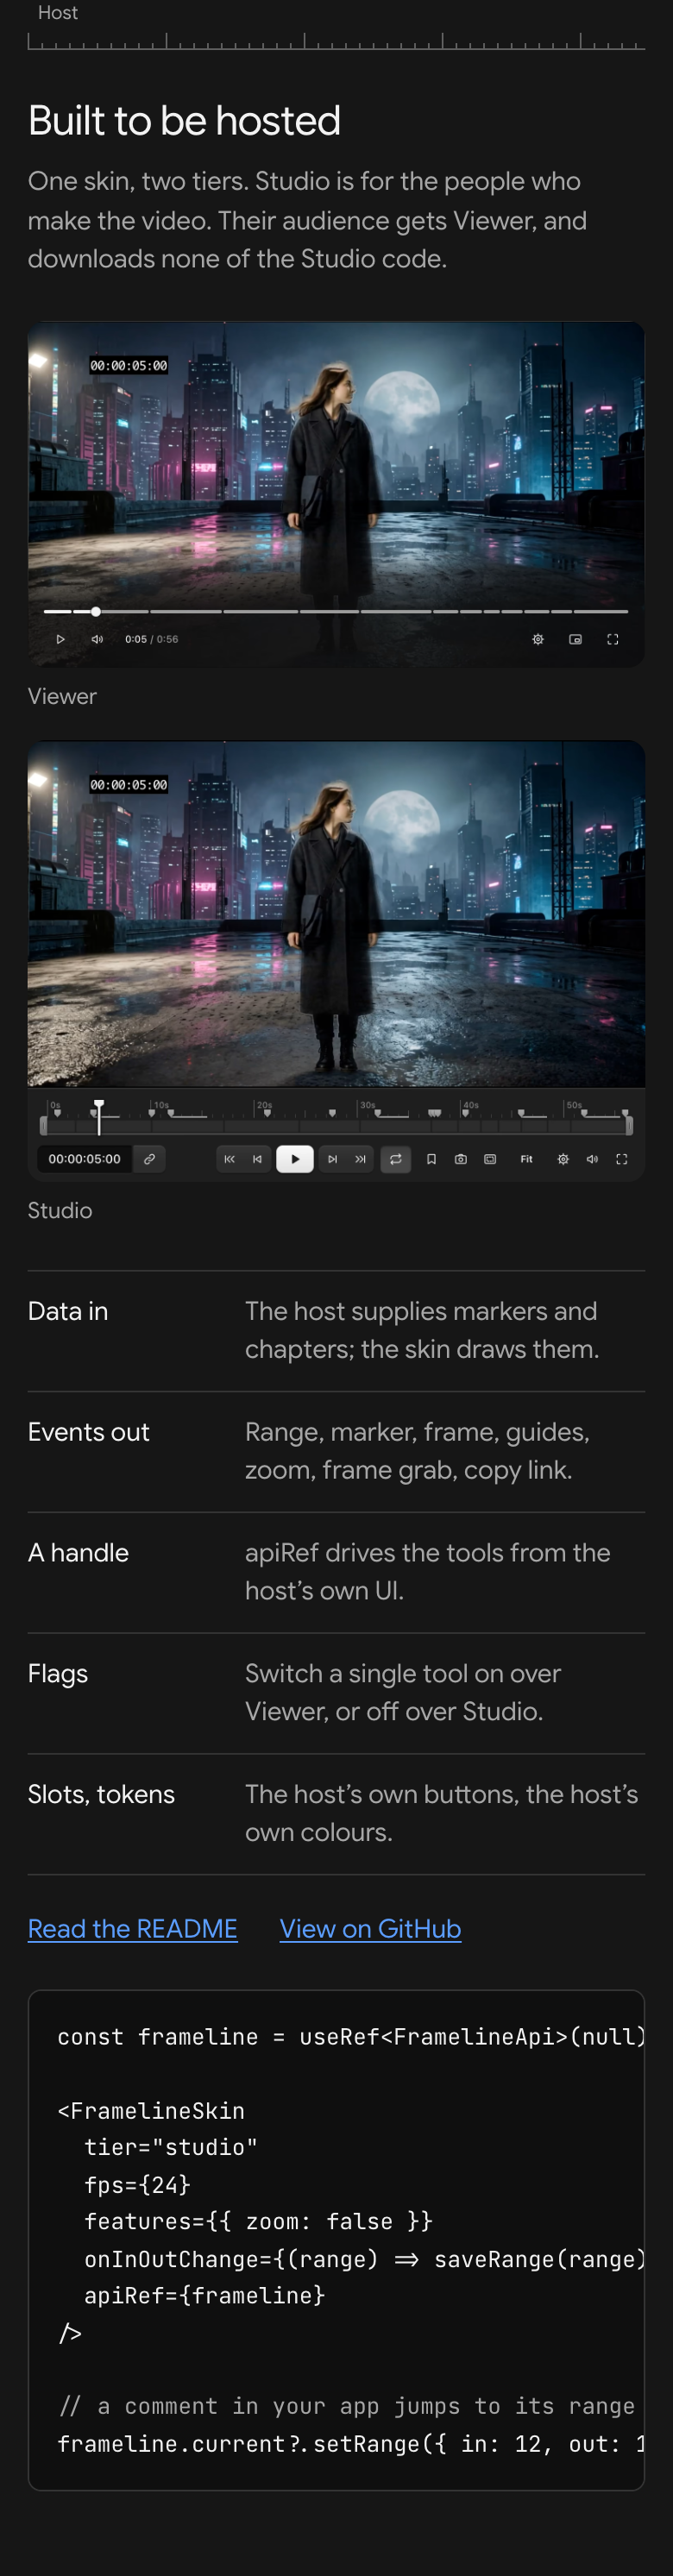 Host
Built to be hosted
One skin, two tiers. Studio is for the people who
make the video. Their audience gets Viewer, and
downloads none of the Studio code.
00:00:05:00
0:05 / 0:56
Viewer
00:00:05:00
0s 10s 20s 30s 40s 50s
00:00:05:00 Fit
Studio
Data in The host supplies markers and
chapters; the skin draws them.
Events out Range, marker, frame, guides,
zoom, frame grab, copy link.
A handle apiRef drives the tools from the
host’s own UI.
Flags Switch a single tool on over
Viewer, or off over Studio.
Slots, tokens The host’s own buttons, the host’s
own colours.
Read the README View on GitHub
const frameline = useRef<FramelineApi>(null)
<FramelineSkin
tier="studio"
fps={24}
features={{ zoom: false }}
onInOutChange={(range) => saveRange(range)
apiRef={frameline}
/>
// a comment in your app jumps to its range
frameline.current?.setRange({ in: 12, out: 1